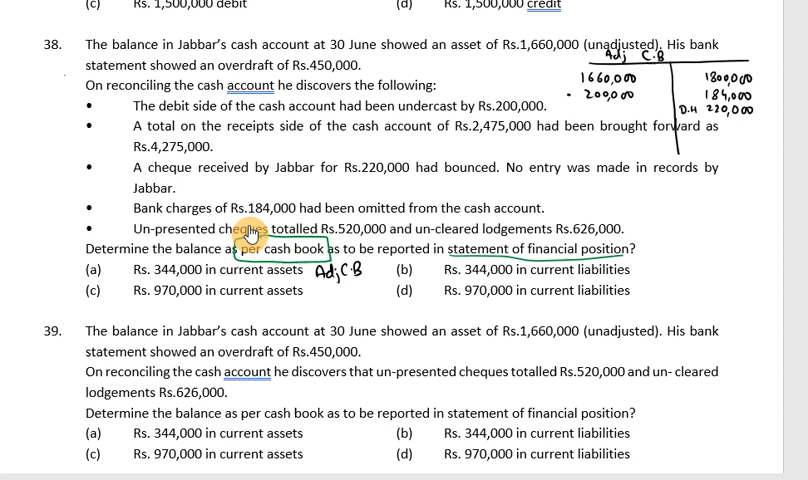 (c) Rs. 1,500,000 debit (d) Rs. 1,500,000 credit
38. The balance in Jabbar's cash account at 30 June showed an asset of Rs.1,660,000 (unadjusted). His bank
statement showed an overdraft of Rs.450,000.
Adj C.B
On reconciling the cash account he discovers the following:
1660,000 1800,000
• The debit side of the cash account had been undercast by Rs.200,000.
200,000 184,000
D.H 220,000
• A total on the receipts side of the cash account of Rs.2,475,000 had been brought forward as
Rs.4,275,000.
• A cheque received by Jabbar for Rs.220,000 had bounced. No entry was made in records by
Jabbar.
• Bank charges of Rs.184,000 had been omitted from the cash account.
• Un-presented cheques totalled Rs.520,000 and un-cleared lodgements Rs.626,000.
Determine the balance as per cash book as to be reported in statement of financial position?
(a) Rs. 344,000 in current assets Adj C.B (b) Rs. 344,000 in current liabilities
(c) Rs. 970,000 in current assets (d) Rs. 970,000 in current liabilities
39. The balance in Jabbar's cash account at 30 June showed an asset of Rs.1,660,000 (unadjusted). His bank
statement showed an overdraft of Rs.450,000.
On reconciling the cash account he discovers that un-presented cheques totalled Rs.520,000 and un- cleared
lodgements Rs.626,000.
Determine the balance as per cash book as to be reported in statement of financial position?
(a) Rs. 344,000 in current assets (b) Rs. 344,000 in current liabilities
(c) Rs. 970,000 in current assets (d) Rs. 970,000 in current liabilities